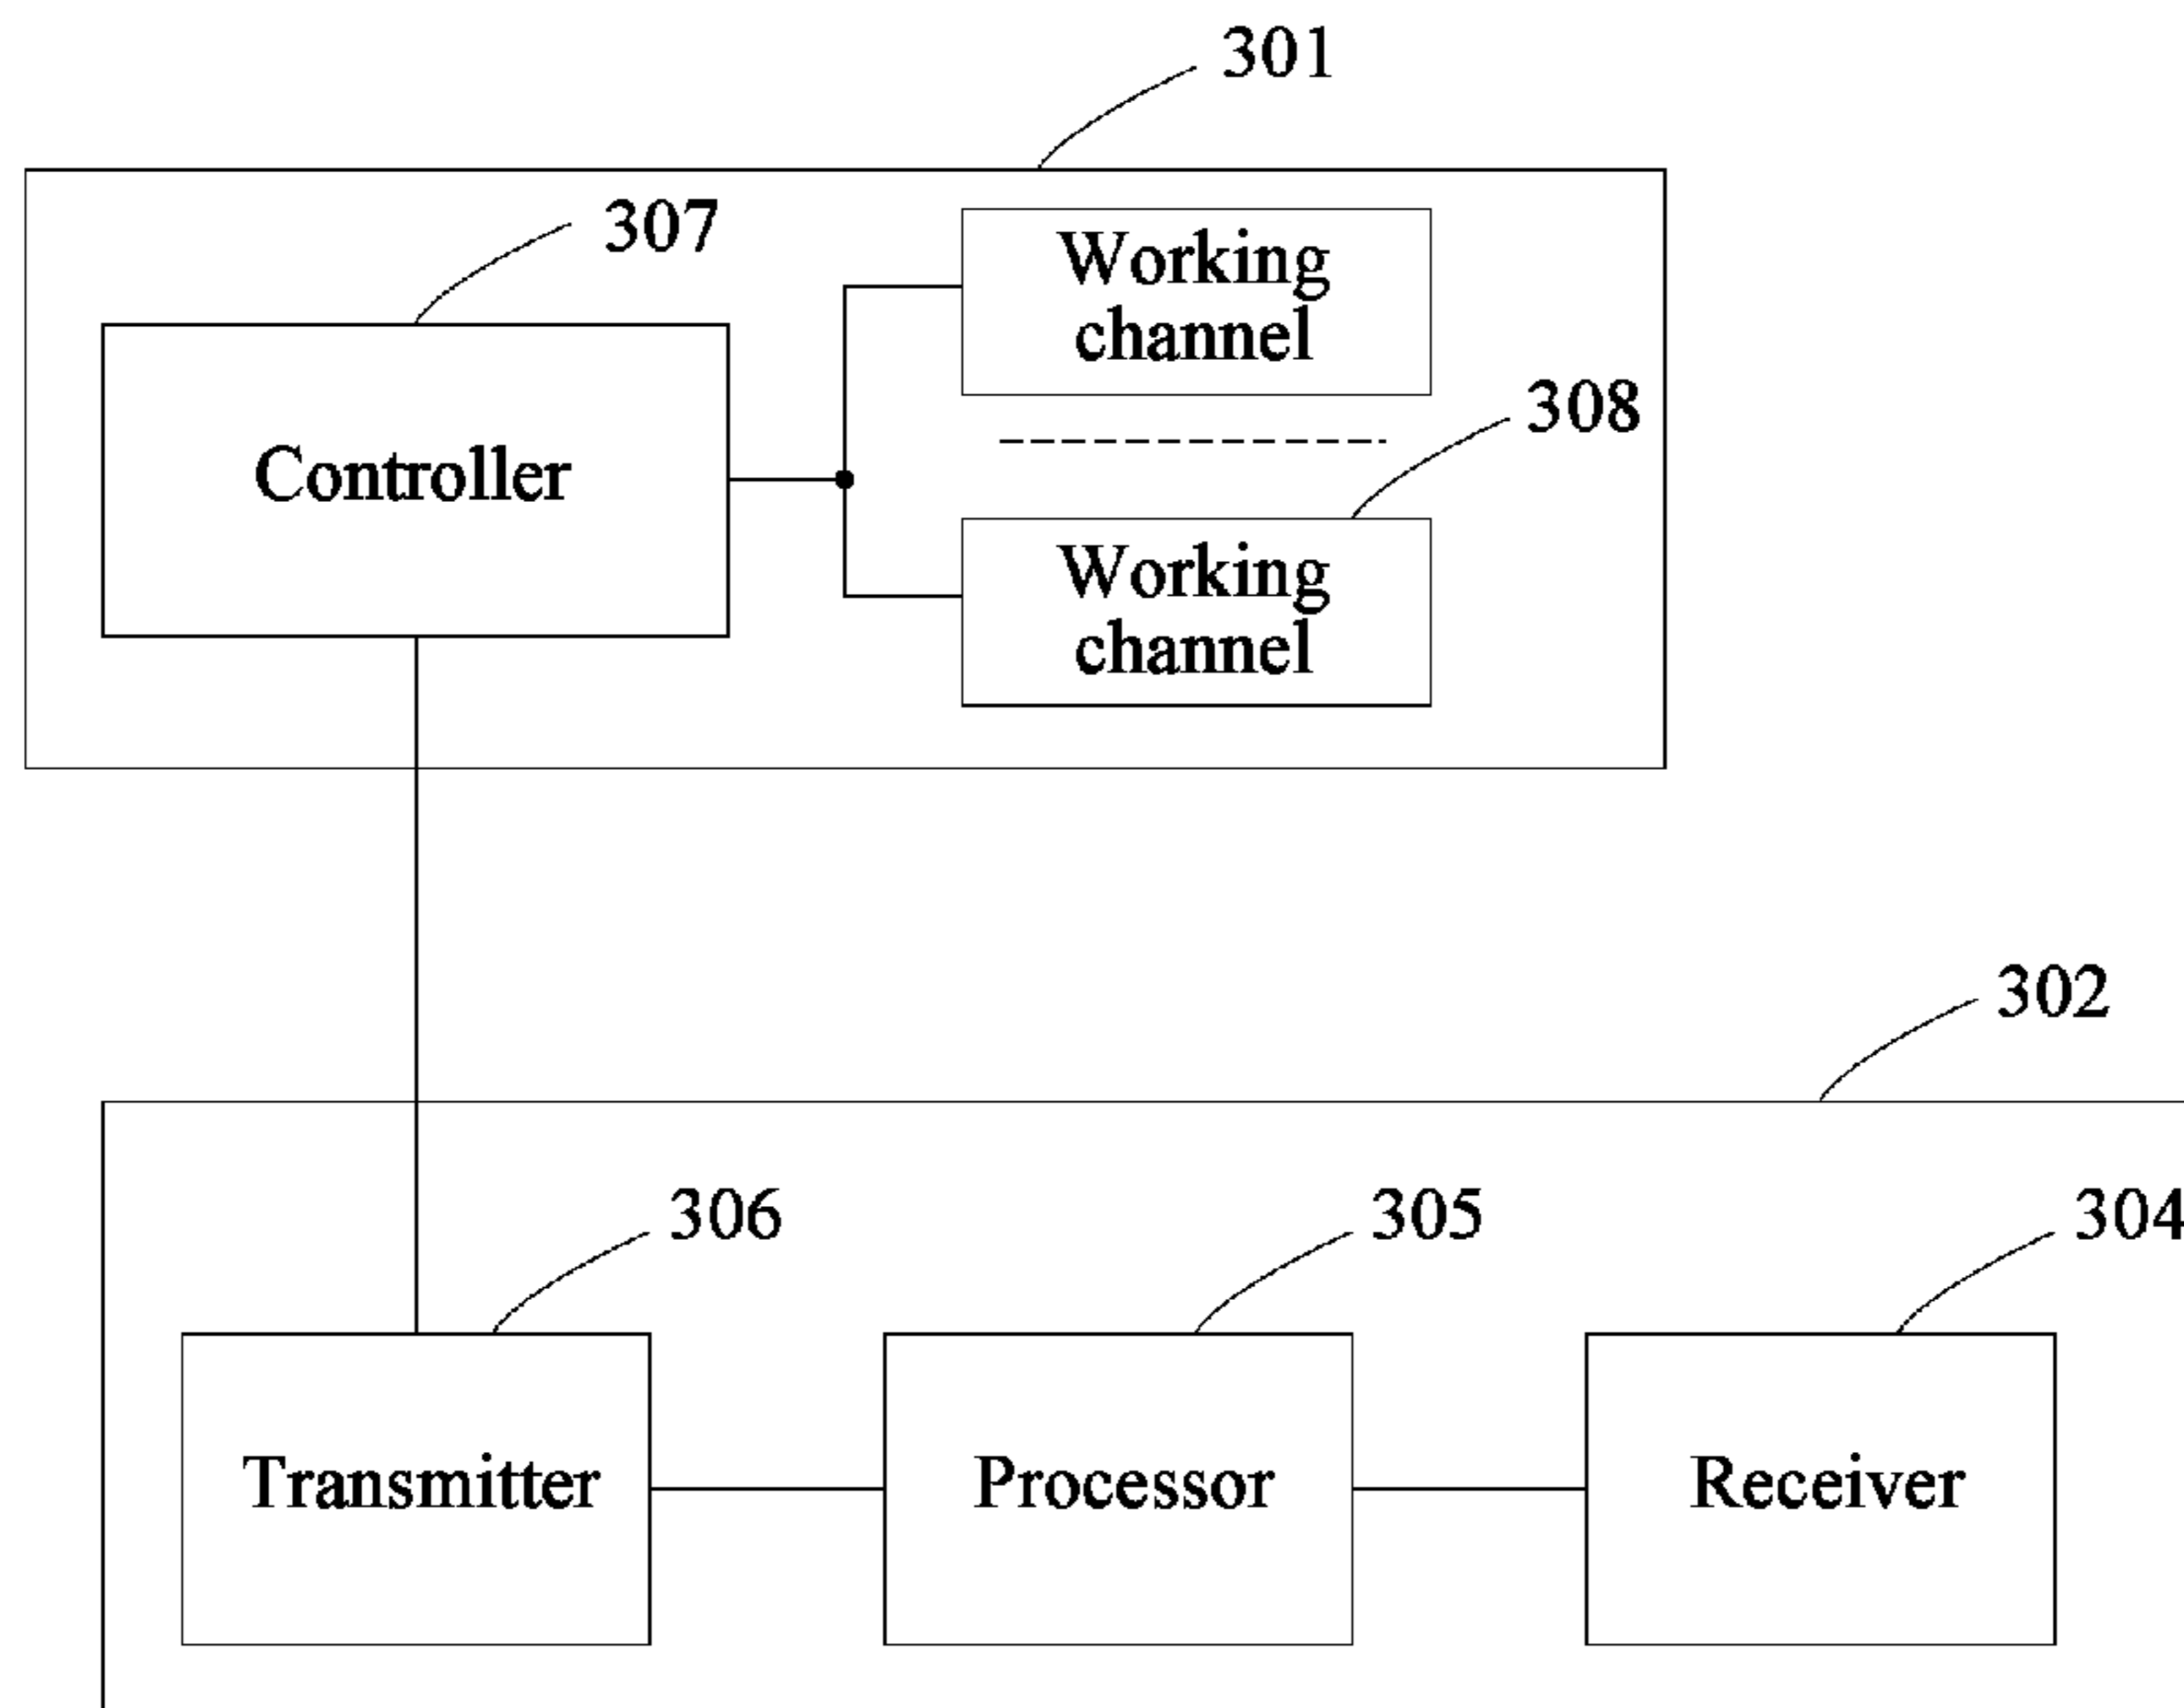 301
307
Working
channel
308
Controller
Working
channel
302
306
305
304
Transmitter
Processor
Receiver